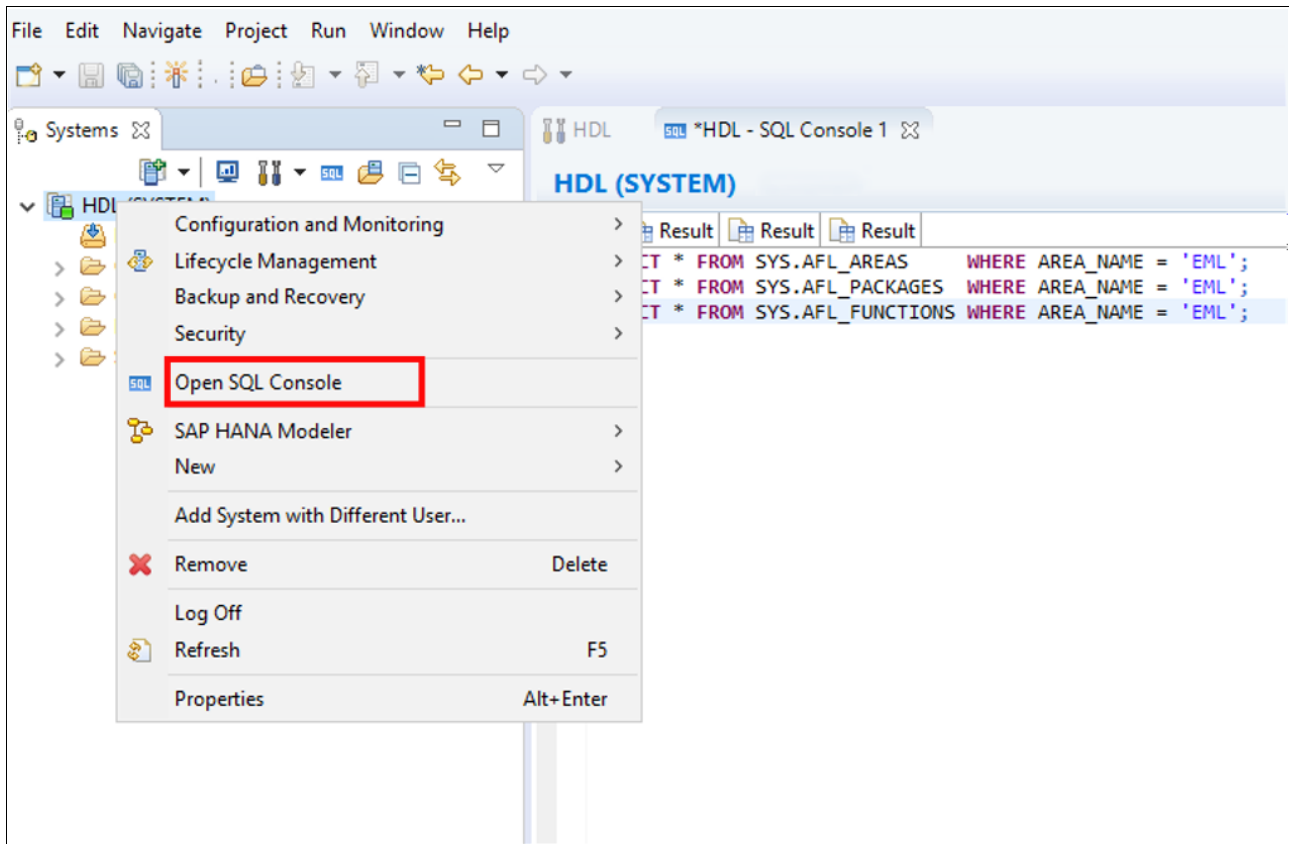 File Edit Navigate Project Run Window Help
Systems
HDL *HDL - SQL Console 1
SQL
HDL (SYSTEM)
HDL
Result Result Result
CT * FROM SYS.AFL_AREAS WHERE AREA_NAME = 'EML';
CT * FROM SYS.AFL_PACKAGES WHERE AREA_NAME = 'EML';
CT * FROM SYS.AFL_FUNCTIONS WHERE AREA_NAME = 'EML';
Configuration and Monitoring
Lifecycle Management
Backup and Recovery
Security
SQL Open SQL Console
SAP HANA Modeler
New
Add System with Different User...
Remove Delete
Log Off
Refresh F5
Properties Alt+Enter